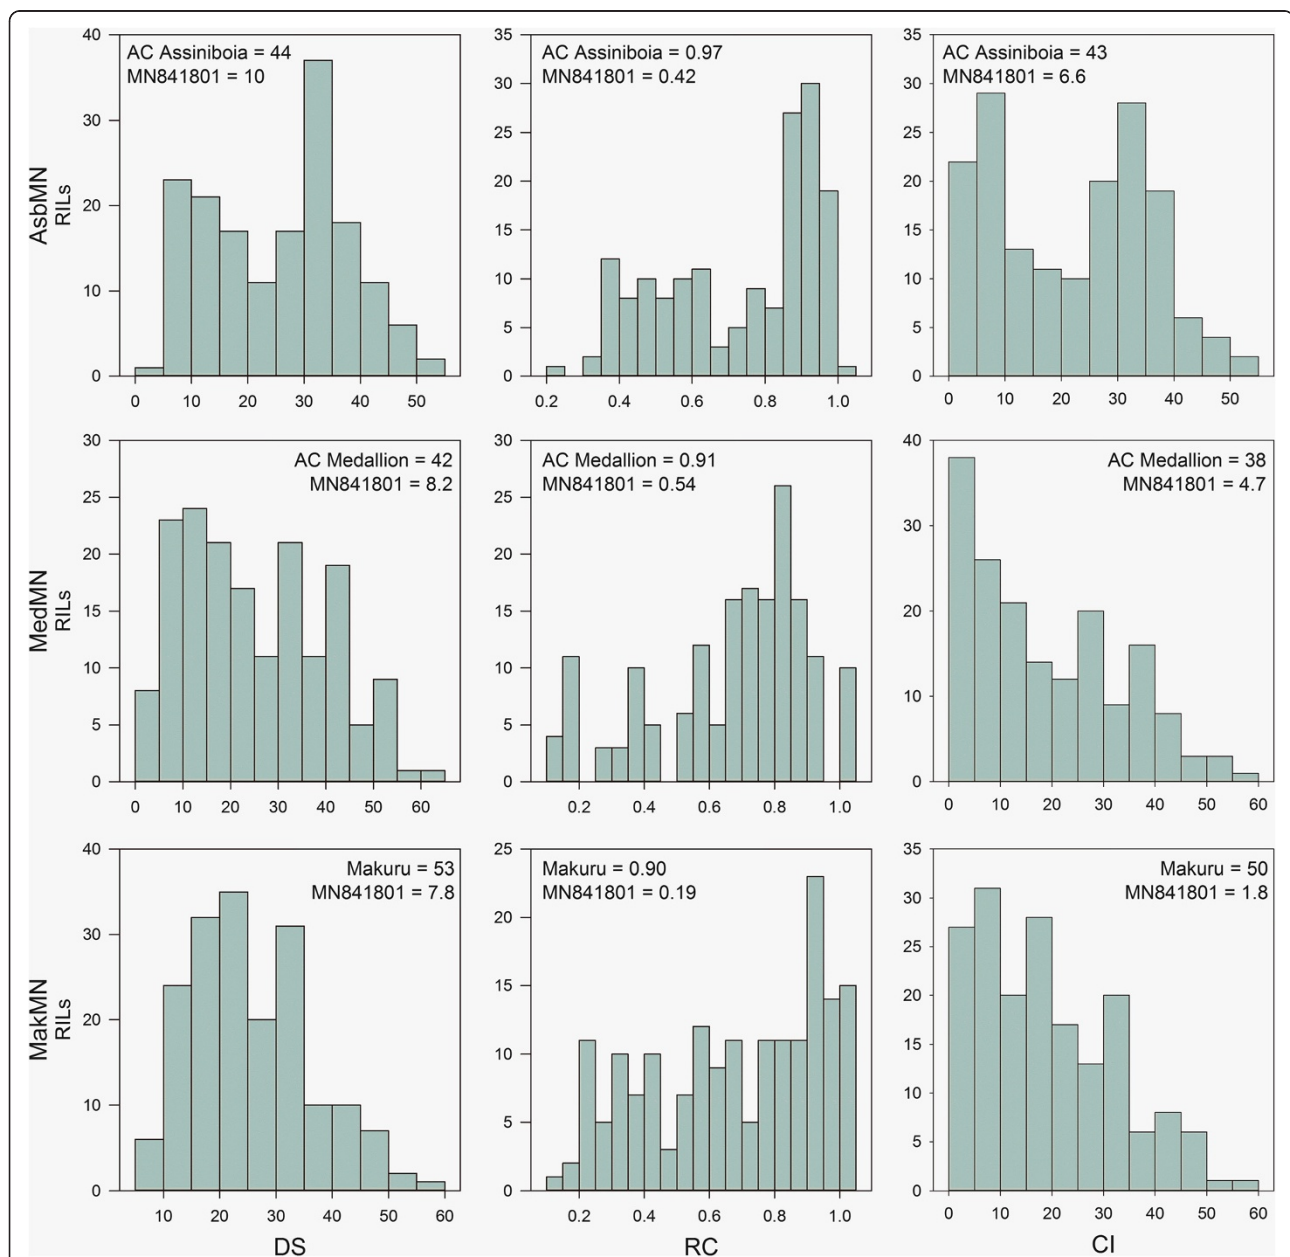 AsbMN
RILs
40
30
20
10
0
AC Assiniboia = 44
MN841801 = 10
0 10 20 30 40 50
35
30
25
20
15
10
5
0
AC Assiniboia = 0.97
MN841801 = 0.42
0.2 0.4 0.6 0.8 1.0
35
30
25
20
15
10
5
0
AC Assiniboia = 43
MN841801 = 6.6
0 10 20 30 40 50
MedMN
RILs
30
25
20
15
10
5
0
AC Medallion = 42
MN841801 = 8.2
0 10 20 30 40 50 60
30
25
20
15
10
5
0
AC Medallion = 0.91
MN841801 = 0.54
0.2 0.4 0.6 0.8 1.0
40
30
20
10
0
AC Medallion = 38
MN841801 = 4.7
0 10 20 30 40 50 60
MakMN
RILs
40
30
20
10
0
Makuru = 53
MN841801 = 7.8
10 20 30 40 50 60
DS
25
20
15
10
5
0
Makuru = 0.90
MN841801 = 0.19
0.2 0.4 0.6 0.8 1.0
RC
35
30
25
20
15
10
5
0
Makuru = 50
MN841801 = 1.8
0 10 20 30 40 50 60
CI